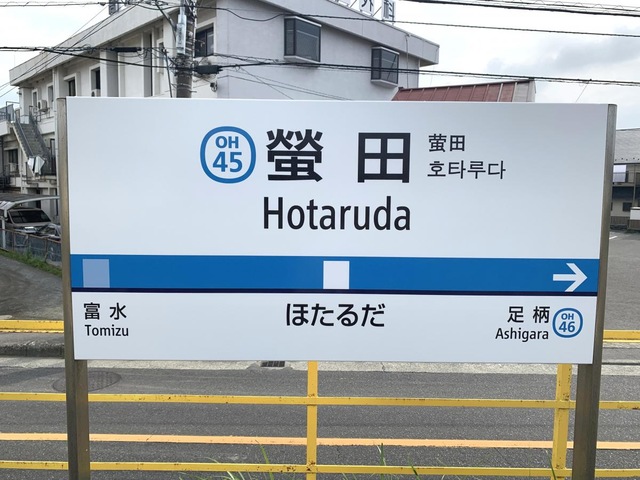 OH
45
螢田
萤田
호타루다
Hotaruda
富水
Tomizu
ほたるだ
足柄
Ashigara
OH
46